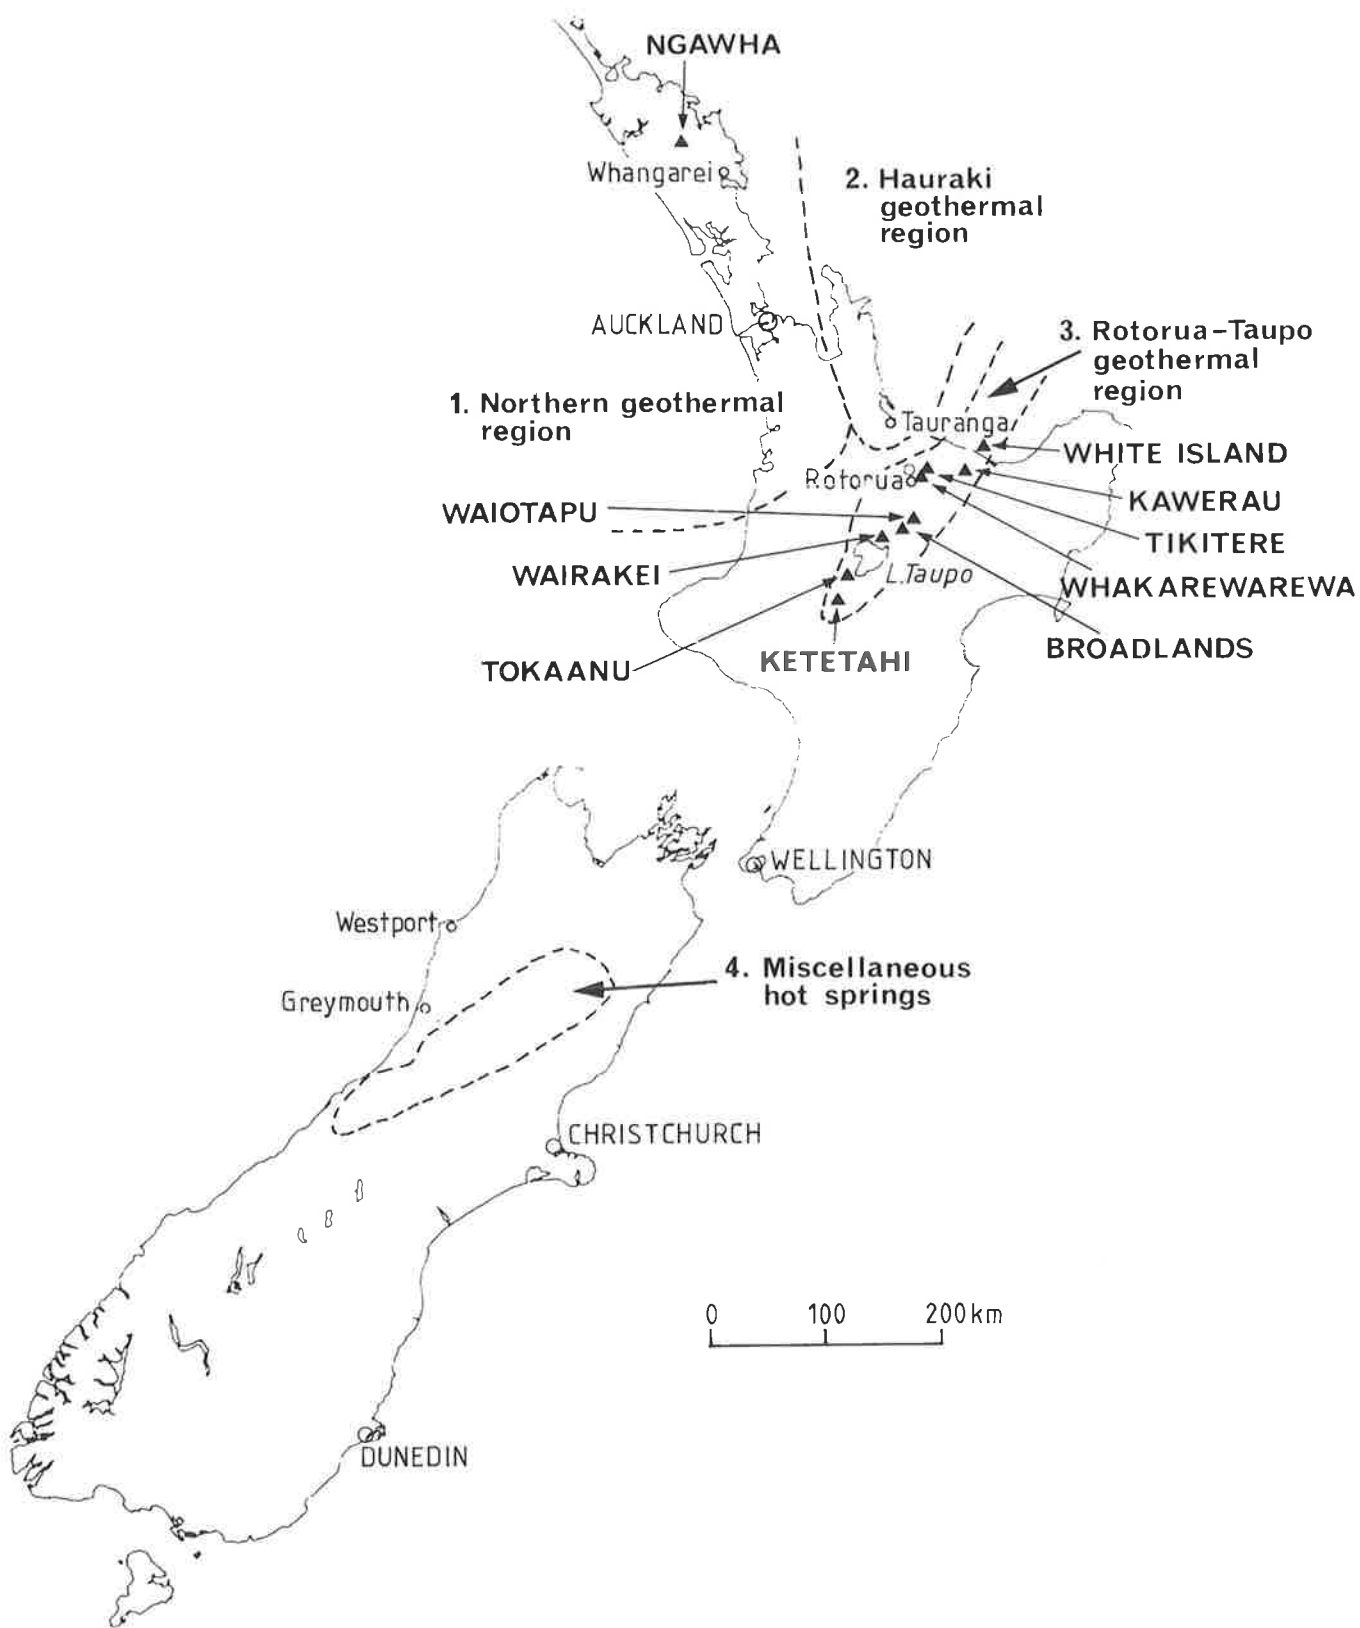 NGAWHA
Whangarei
2. Hauraki
geothermal
region
AUCKLAND
3. Rotorua-Taupo
geothermal
region
1. Northern geothermal
region
Tauranga
WHITE ISLAND
Rotorua
KAWERAU
WAIOTAPU
TIKITERE
WAIRAKEI
L.Taupo
WHAKAREWAREWA
BROADLANDS
KETETAHI
TOKAANU
WELLINGTON
Westport
4. Miscellaneous
hot springs
Greymouth
CHRISTCHURCH
0 100 200km
DUNEDIN